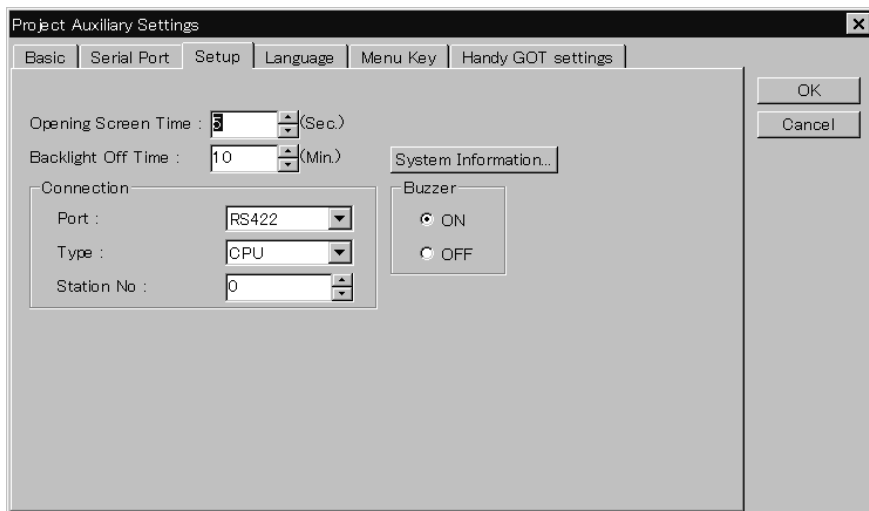 Project Auxiliary Settings
Basic Serial Port Setup Language Menu Key Handy GOT settings
OK
Cancel
Opening Screen Time : 5 (Sec.)
Backlight Off Time : 10 (Min.)
System Information...
Connection
Port : RS422
Type : CPU
Station No : 0
Buzzer
ON
OFF